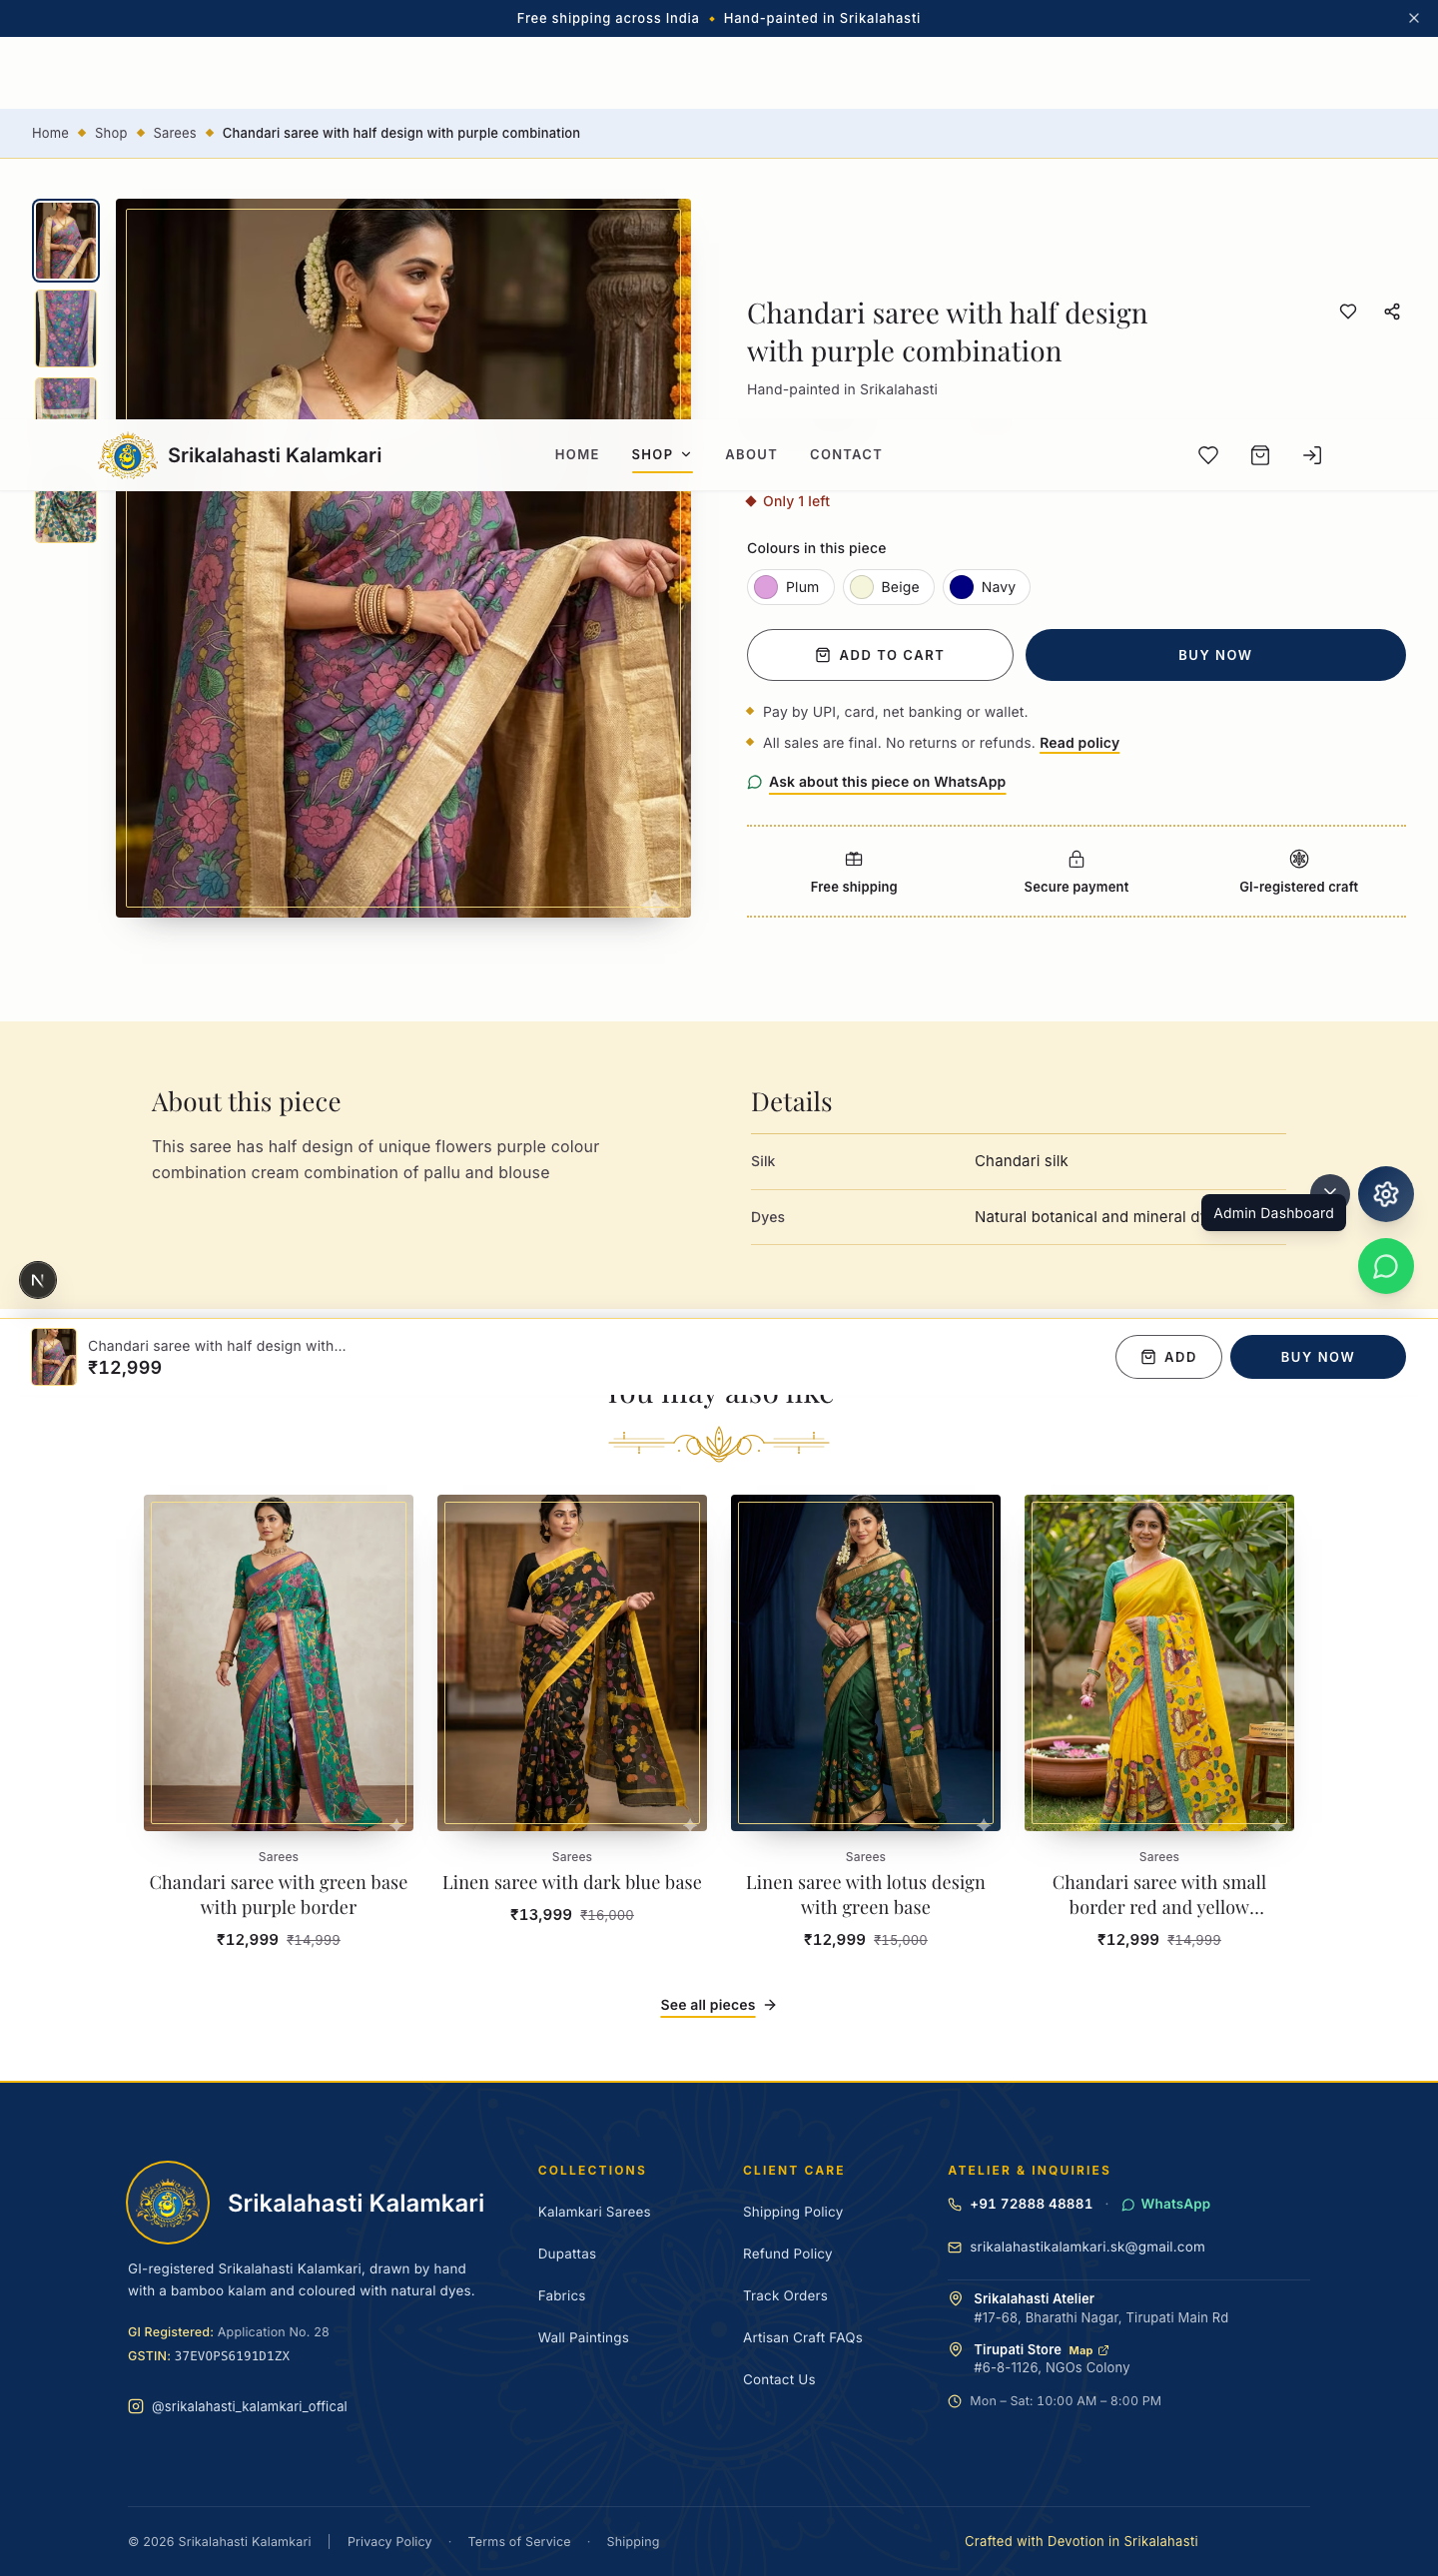 Free shipping across India ◆ Hand-painted in Srikalahasti
Home ◆ Shop ◆ Sarees ◆ Chandari saree with half design with purple combination
Chandari saree with half design
with purple combination
Hand-painted in Srikalahasti
Srikalahasti Kalamkari
HOME
SHOP
ABOUT
CONTACT
Only 1 left
Colours in this piece
Plum
Beige
Navy
ADD TO CART
BUY NOW
Pay by UPI, card, net banking or wallet.
All sales are final. No returns or refunds. Read policy
Ask about this piece on WhatsApp
Free shipping
Secure payment
GI-registered craft
About this piece
This saree has half design of unique flowers purple colour
combination cream combination of pallu and blouse
Details
Silk
Chandari silk
Dyes
Natural botanical and mineral
Admin Dashboard
Chandari saree with half design with...
₹12,999
ADD
BUY NOW
You may also like
Sarees
Chandari saree with green base
with purple border
₹12,999 ₹14,999
Sarees
Linen saree with dark blue base
₹13,999 ₹16,000
Sarees
Linen saree with lotus design
with green base
₹12,999 ₹15,000
Sarees
Chandari saree with small
border red and yellow...
₹12,999 ₹14,999
See all pieces
Srikalahasti Kalamkari
GI-registered Srikalahasti Kalamkari, drawn by hand
with a bamboo kalam and coloured with natural dyes.
GI Registered: Application No. 28
GSTIN: 37EVOPS6191D1ZX
@srikalahasti_kalamkari_offical
COLLECTIONS
Kalamkari Sarees
Dupattas
Fabrics
Wall Paintings
CLIENT CARE
Shipping Policy
Refund Policy
Track Orders
Artisan Craft FAQs
Contact Us
ATELIER & INQUIRIES
+91 72888 48881 · WhatsApp
srikalahastikalamkari.sk@gmail.com
Srikalahasti Atelier
#17-68, Bharathi Nagar, Tirupati Main Rd
Tirupati Store Map
#6-8-1126, NGOs Colony
Mon – Sat: 10:00 AM – 8:00 PM
© 2026 Srikalahasti Kalamkari | Privacy Policy · Terms of Service · Shipping
Crafted with Devotion in Srikalahasti